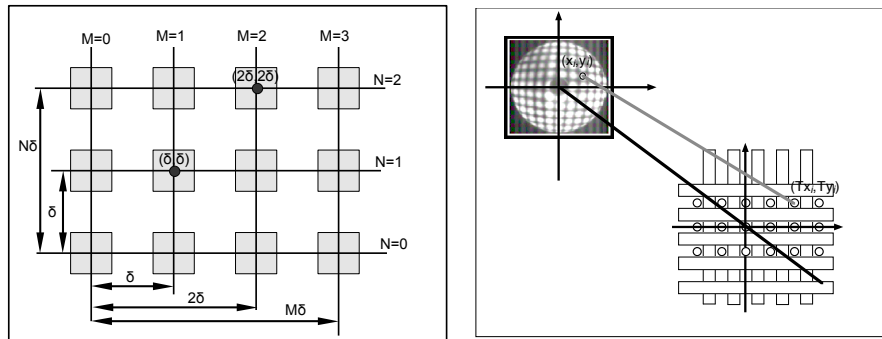 M=0 M=1 M=2 M=3
(2δ,2δ)
N=2
Nδ
(δ,δ)
N=1
δ
N=0
δ
2δ
Mδ
(xᵢ,yᵢ)
(Txᵢ,Tyᵢ)